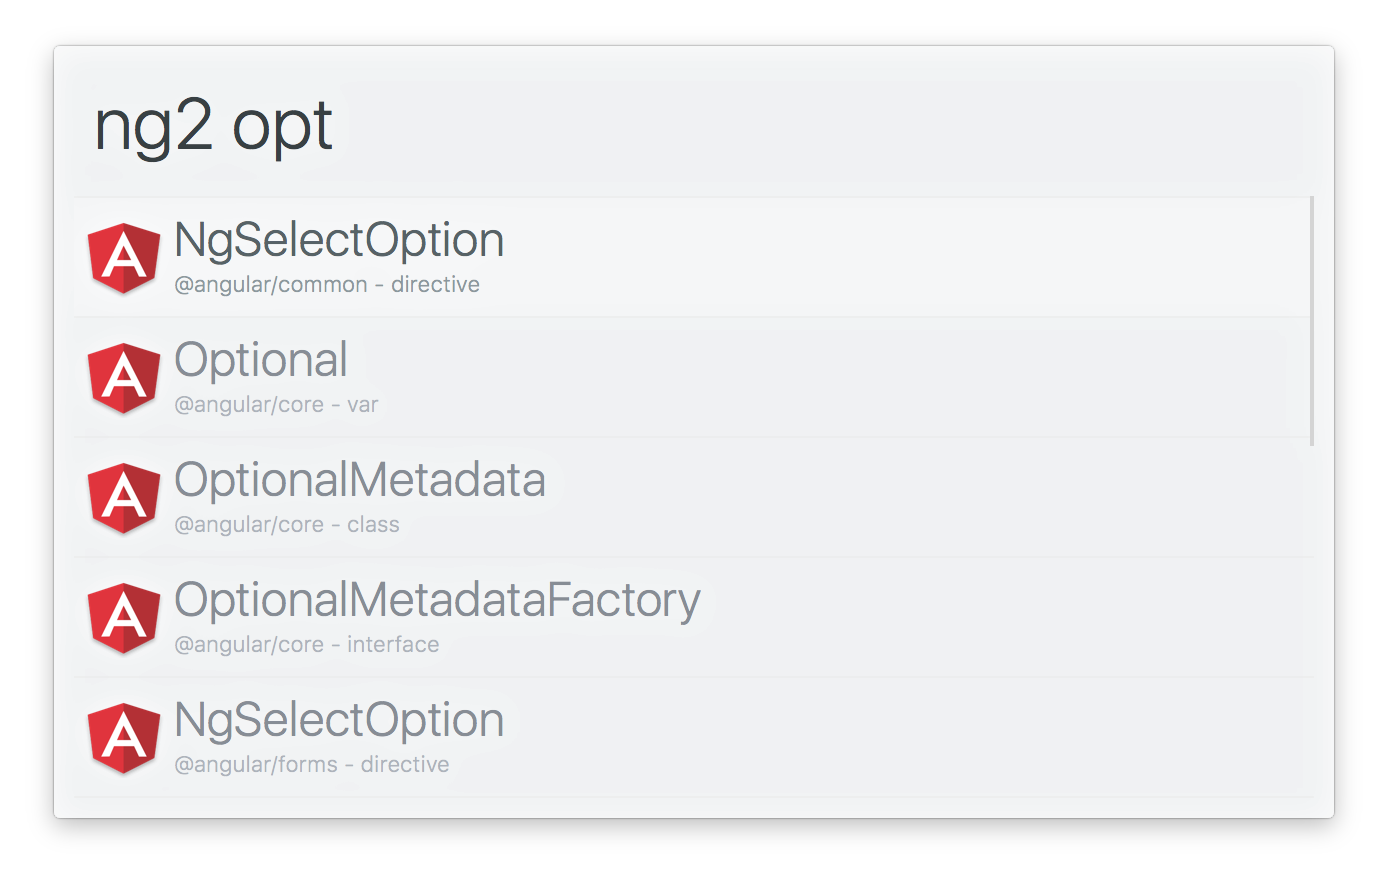 ng2 opt
NgSelectOption
@angular/common - directive
Optional
@angular/core - var
OptionalMetadata
@angular/core - class
OptionalMetadataFactory
@angular/core - interface
NgSelectOption
@angular/forms - directive